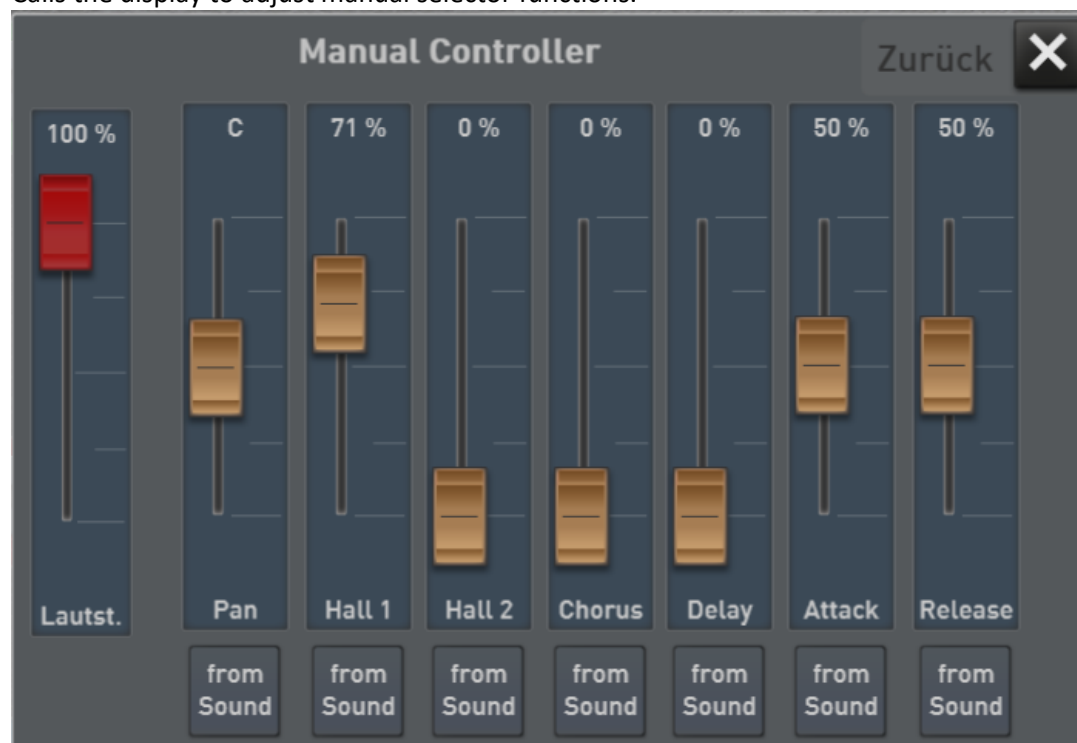 Calls the display to adjust manual selector functions.
Manual Controller
Zurück
100 %
C
71 %
0 %
0 %
0 %
50 %
50 %
Lautst.
Pan
Hall 1
Hall 2
Chorus
Delay
Attack
Release
from
Sound
from
Sound
from
Sound
from
Sound
from
Sound
from
Sound
from
Sound